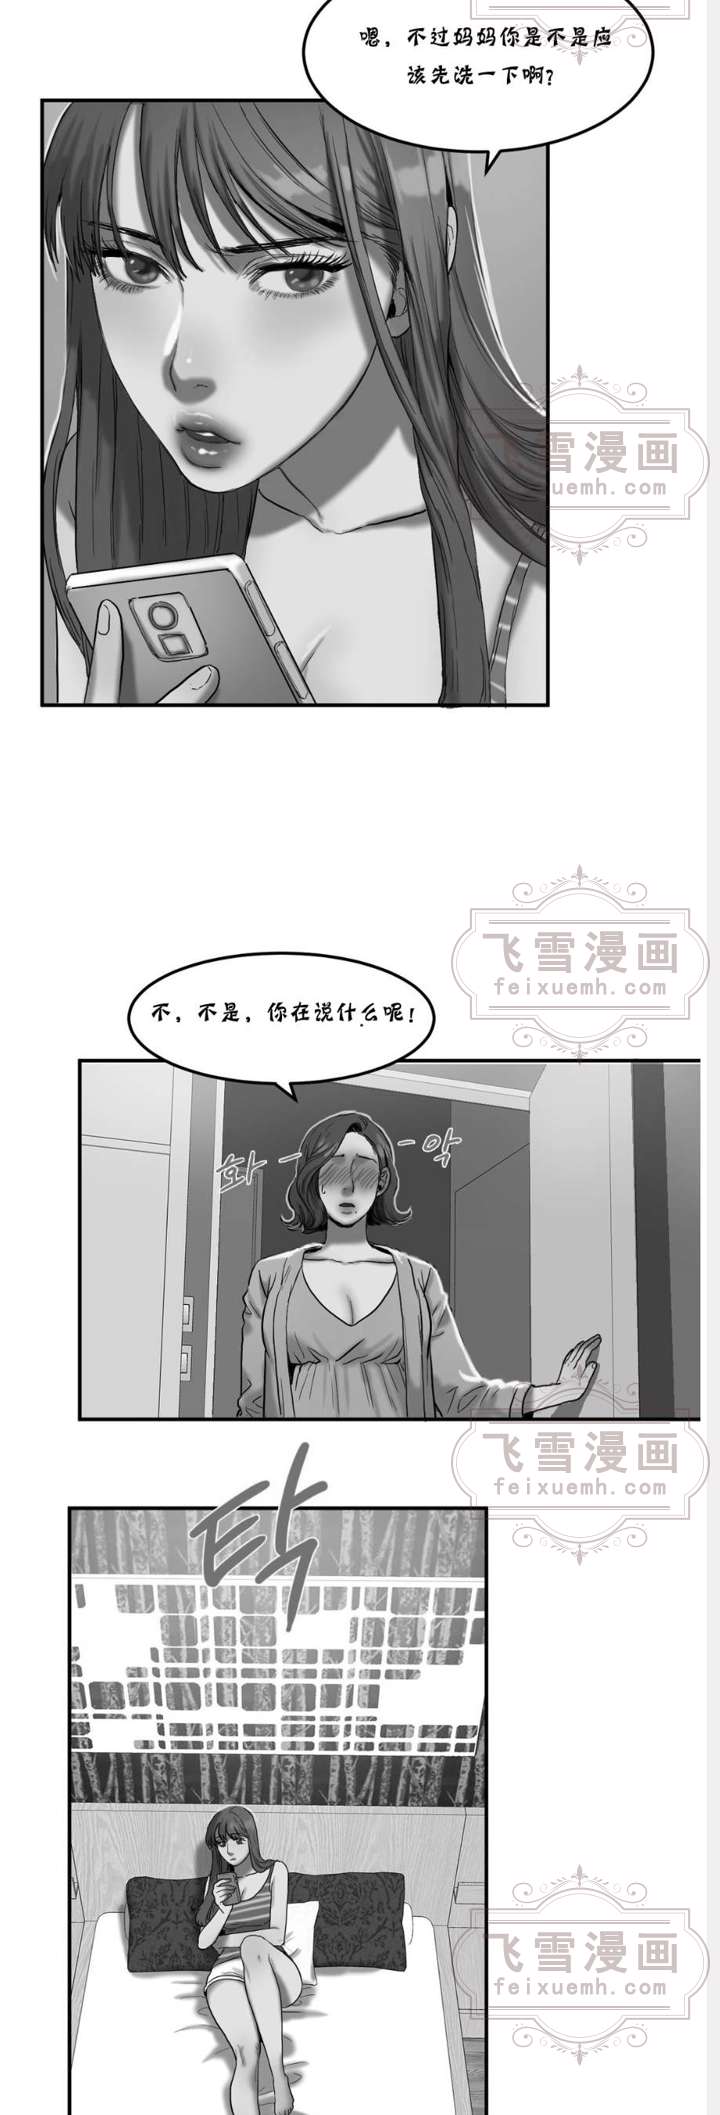 嗯，不过妈妈你是不是应
该先洗一下啊？
飞雪漫画
feixuemh.com
飞雪漫画
feixuemh.com
不，不是，你在说什么呢！
화—악
飞雪漫画
feixuemh.com
탁
飞雪漫画
feixuemh.com